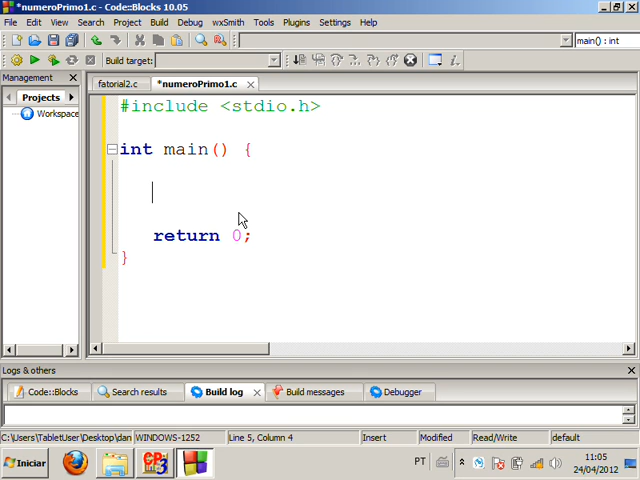 *numeroPrimo1.c - Code::Blocks 10.05
File Edit View Search Project Build Debug wxSmith Tools Plugins Settings Help
Build target: main() : int
Management
Projects
Workspace
fatorial2.c *numeroPrimo1.c
#include <stdio.h>
int main() {
return 0;
}
Logs & others
Code::Blocks Search results Build log Build messages Debugger
C:\Users\TabletUser\Desktop\dan WINDOWS-1252 Line 5, Column 4 Insert Modified Read/Write default
Iniciar PT 11:05
24/04/2012